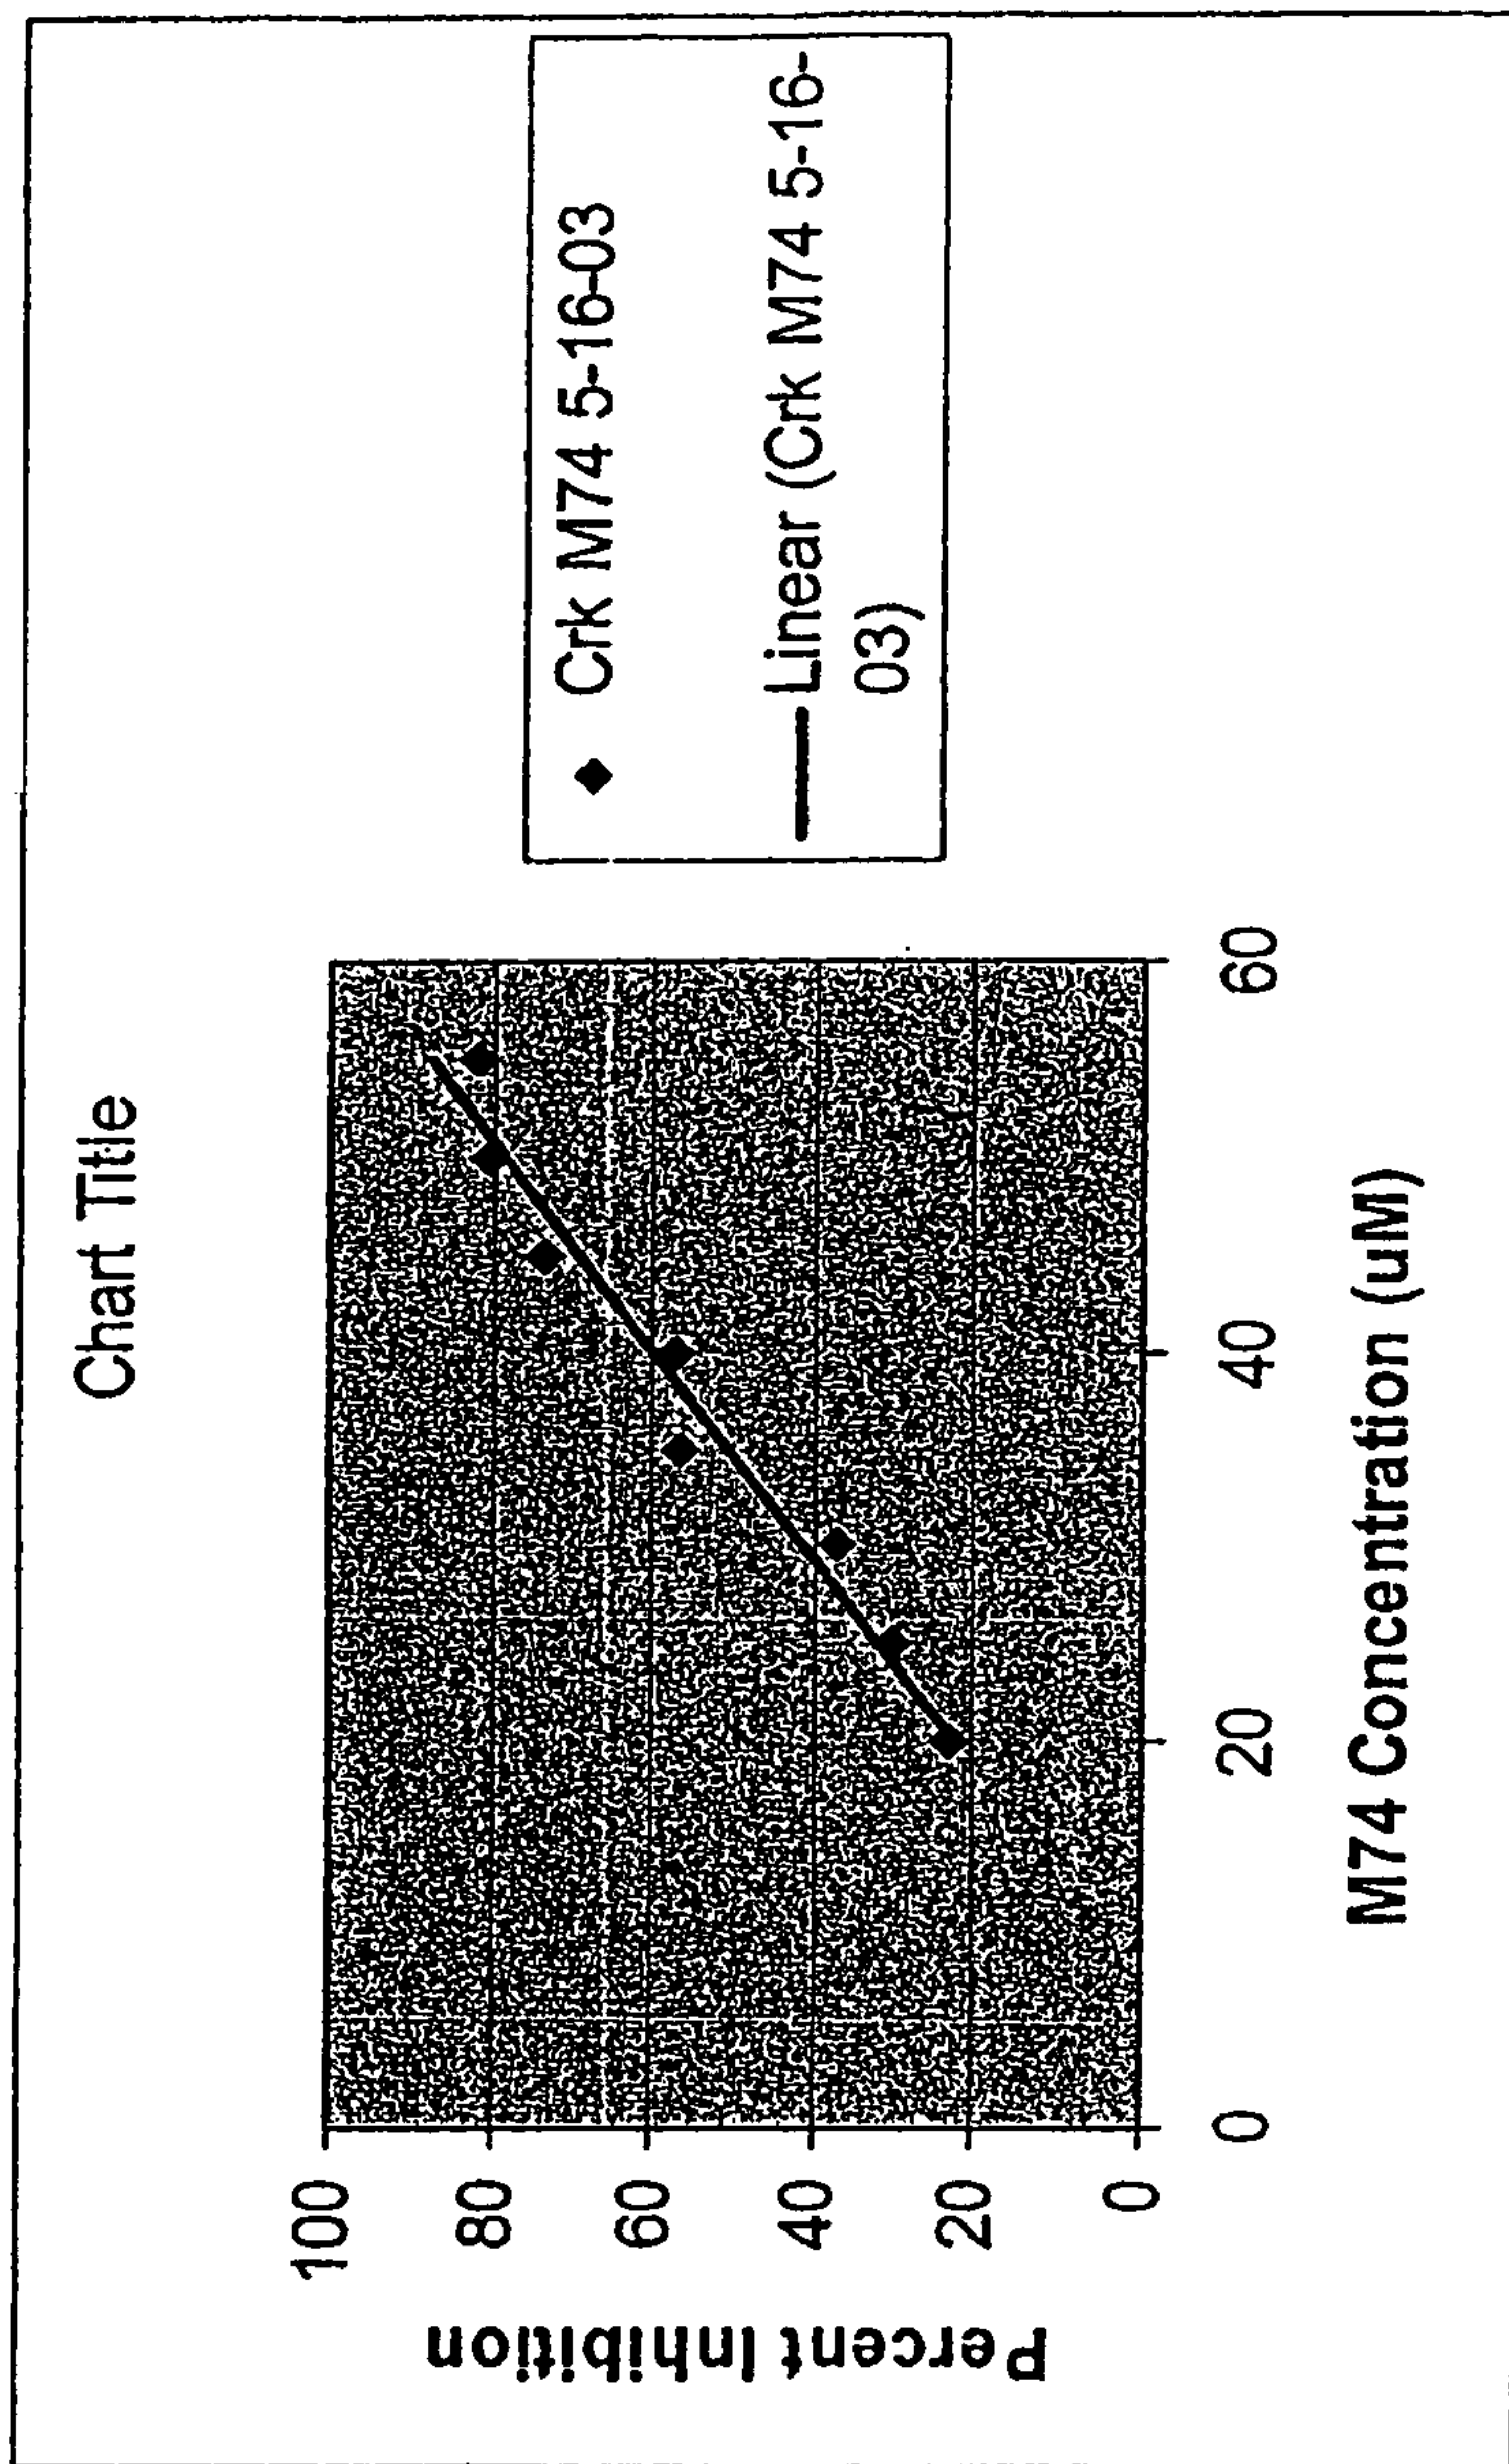 Chart Title
Percent Inhibition
100
80
60
40
20
0
0
20
40
60
M74 Concentration (uM)
Crk M74 5-16-03
Linear (Crk M74 5-16-
03)